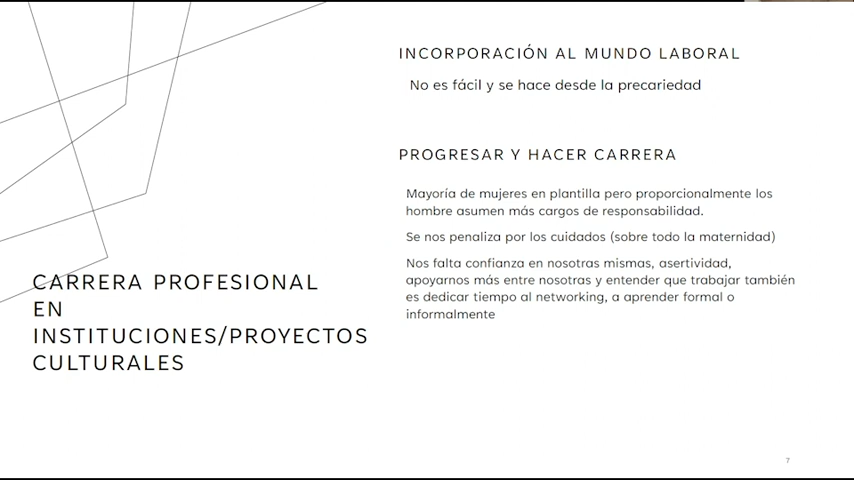 CARRERA PROFESIONAL
EN
INSTITUCIONES/PROYECTOS
CULTURALES
INCORPORACIÓN AL MUNDO LABORAL
No es fácil y se hace desde la precariedad
PROGRESAR Y HACER CARRERA
Mayoría de mujeres en plantilla pero proporcionalmente los
hombre asumen más cargos de responsabilidad.
Se nos penaliza por los cuidados (sobre todo la maternidad)
Nos falta confianza en nosotras mismas, asertividad,
apoyarnos más entre nosotras y entender que trabajar también
es dedicar tiempo al networking, a aprender formal o
informalmente
7